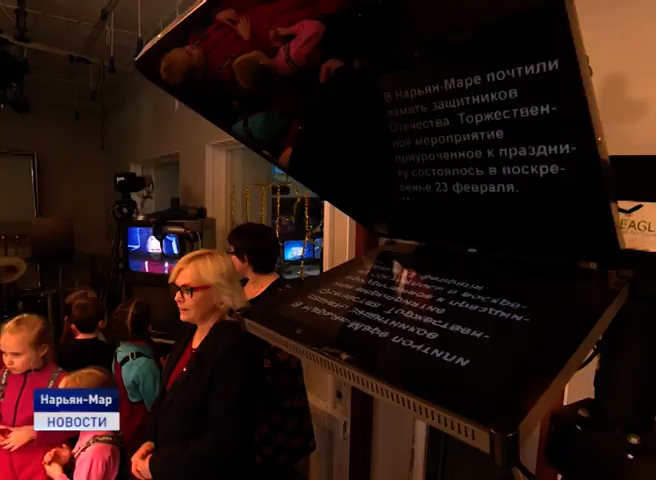 В Нарьян-Маре почтили
память защитников
Отечества. Торжествен-
ное мероприятие
приуроченное к праздни-
ку состоялось в воскре-
сенье 23 февраля.
EAGL
Нарьян-Мар
НОВОСТИ